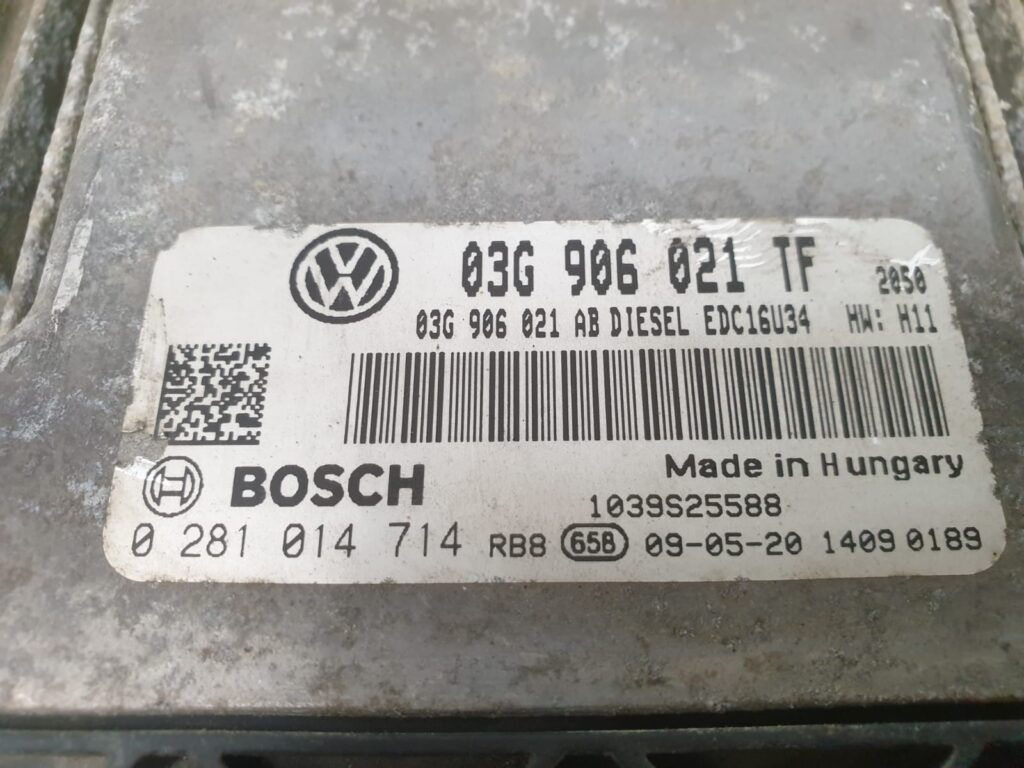 03G 906 021 TF 2050
03G 906 021 AB DIESEL EDC16U34 HW: H11
Made in Hungary
BOSCH
1039S25588
0 281 014 714 RB8 65B 09-05-20 1409 0189